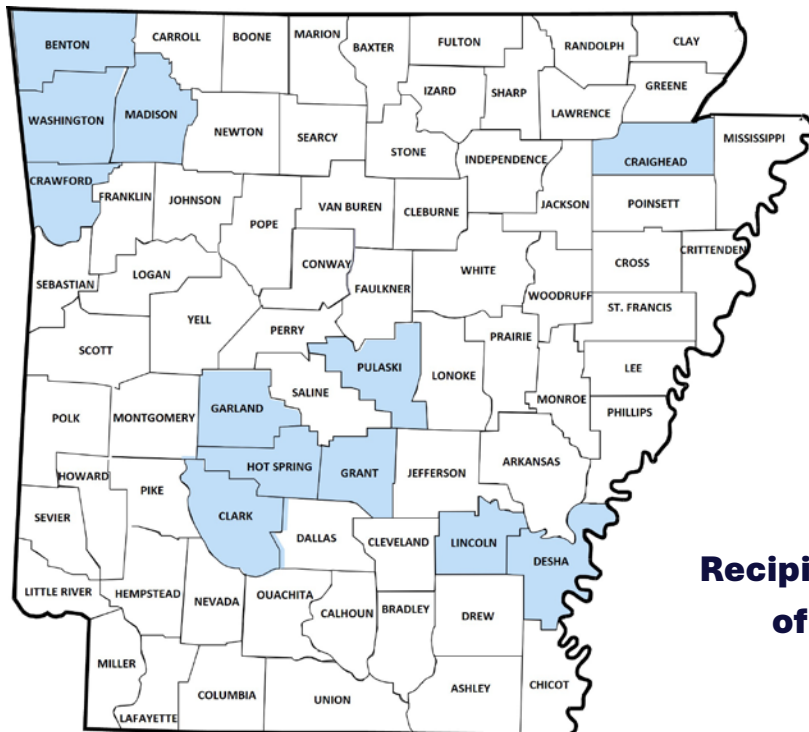 BENTON
CARROLL
BOONE
MARION
BAXTER
FULTON
RANDOLPH
CLAY
GREENE
IZARD
SHARP
LAWRENCE
WASHINGTON
MADISON
NEWTON
SEARCY
STONE
INDEPENDENCE
CRAIGHEAD
MISSISSIPPI
CRAWFORD
FRANKLIN
JOHNSON
POPE
VAN BUREN
CLEBURNE
JACKSON
POINSETT
SEBASTIAN
LOGAN
CONWAY
FAULKNER
WHITE
WOODRUFF
CROSS
CRITTENDEN
ST. FRANCIS
YELL
PERRY
PRAIRIE
SCOTT
PULASKI
LONOKE
LEE
SALINE
MONROE
PHILLIPS
POLK
MONTGOMERY
GARLAND
HOT SPRING
GRANT
JEFFERSON
ARKANSAS
HOWARD
PIKE
CLARK
SEVIER
DALLAS
CLEVELAND
LINCOLN
DESHA
LITTLE RIVER
HEMPSTEAD
NEVADA
OUACHITA
CALHOUN
BRADLEY
DREW
MILLER
COLUMBIA
UNION
ASHLEY
CHICOT
LAFAYETTE
Recipi
of